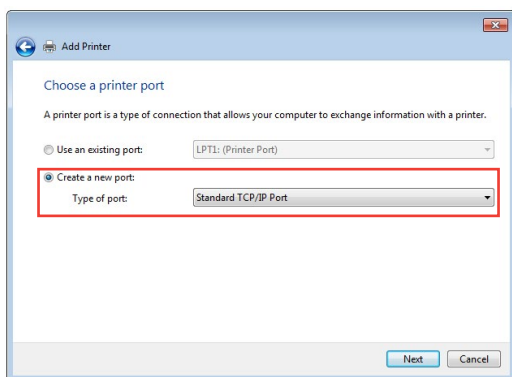 Add Printer
Choose a printer port
A printer port is a type of connection that allows your computer to exchange information with a printer.
Use an existing port: LPT1: (Printer Port)
Create a new port:
Type of port: Standard TCP/IP Port
Next Cancel